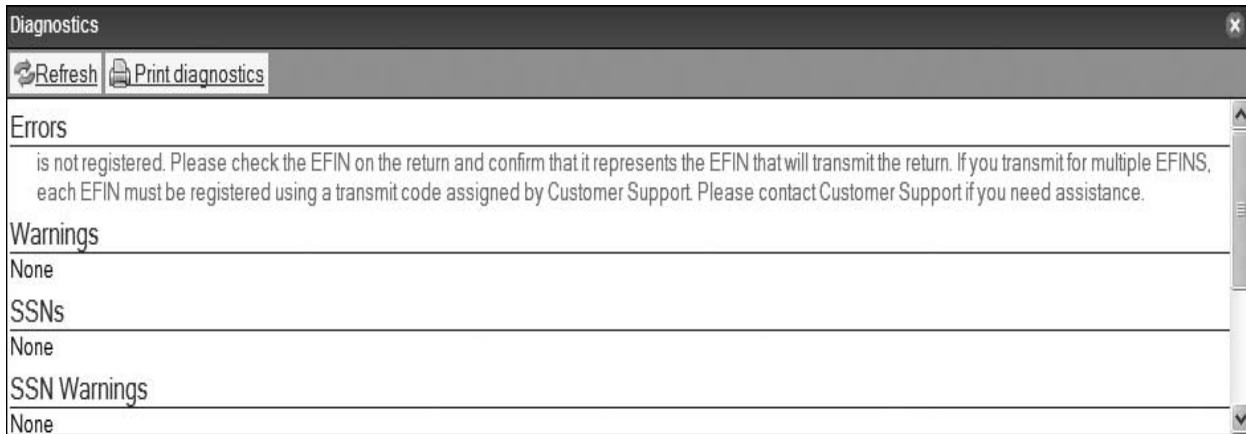 Diagnostics
Refresh Print diagnostics
Errors
is not registered. Please check the EFIN on the return and confirm that it represents the EFIN that will transmit the return. If you transmit for multiple EFINS,
each EFIN must be registered using a transmit code assigned by Customer Support. Please contact Customer Support if you need assistance.
Warnings
None
SSNs
None
SSN Warnings
None